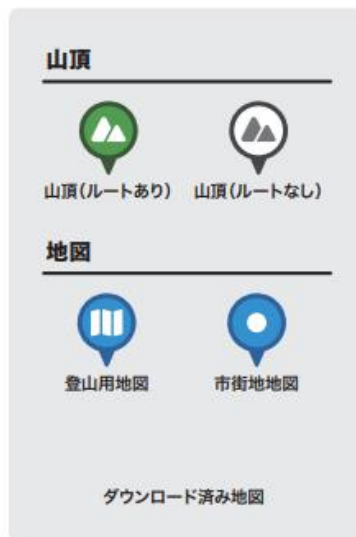 山頂
山頂(ルートあり) 山頂(ルートなし)
地図
登山用地図 市街地地図
ダウンロード済み地図